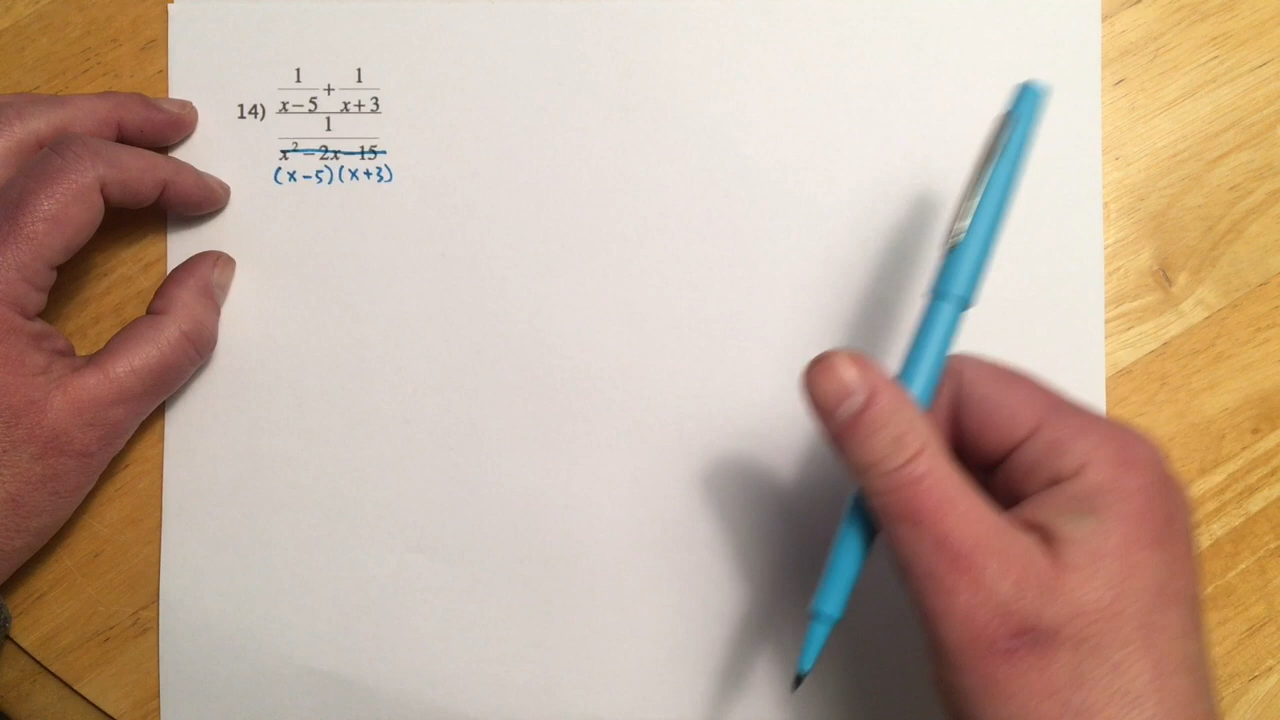 1 1
+
14) x−5 x+3
1
x² − 2x − 15
(x-5)(x+3)